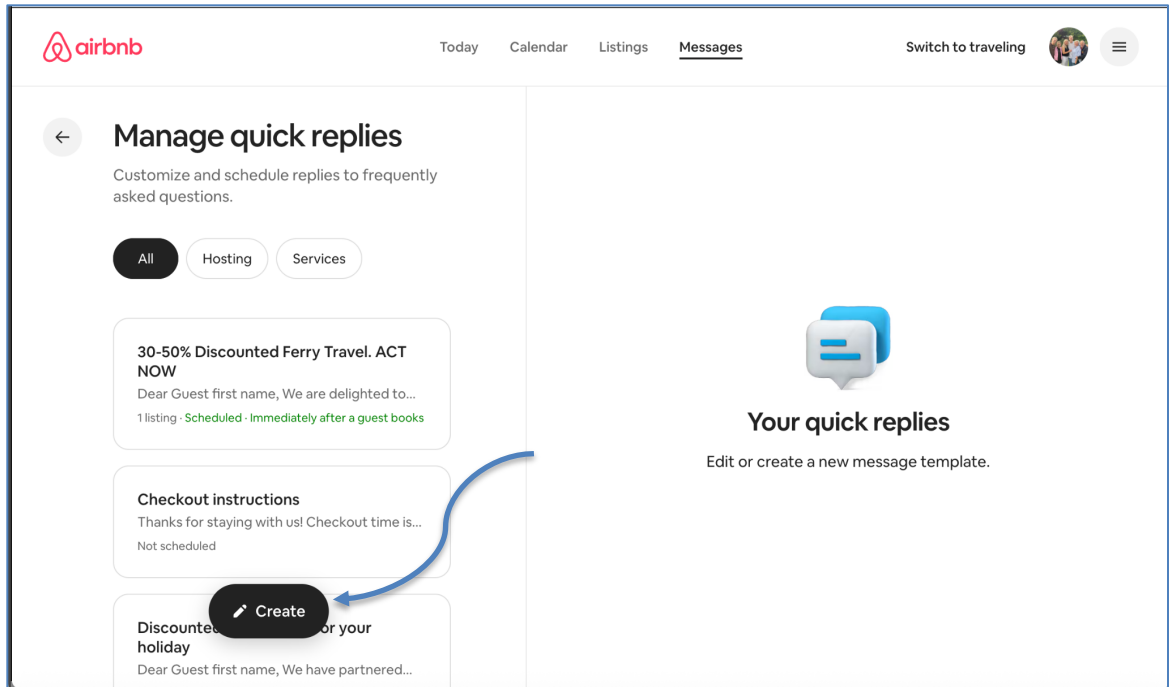 airbnb
Today
Calendar
Listings
Messages
Switch to traveling
Manage quick replies
Customize and schedule replies to frequently
asked questions.
All
Hosting
Services
30-50% Discounted Ferry Travel. ACT
NOW
Dear Guest first name, We are delighted to...
1 listing · Scheduled · Immediately after a guest books
Checkout instructions
Thanks for staying with us! Checkout time is...
Not scheduled
Create
Discounted or your
holiday
Dear Guest first name, We have partnered...
Your quick replies
Edit or create a new message template.